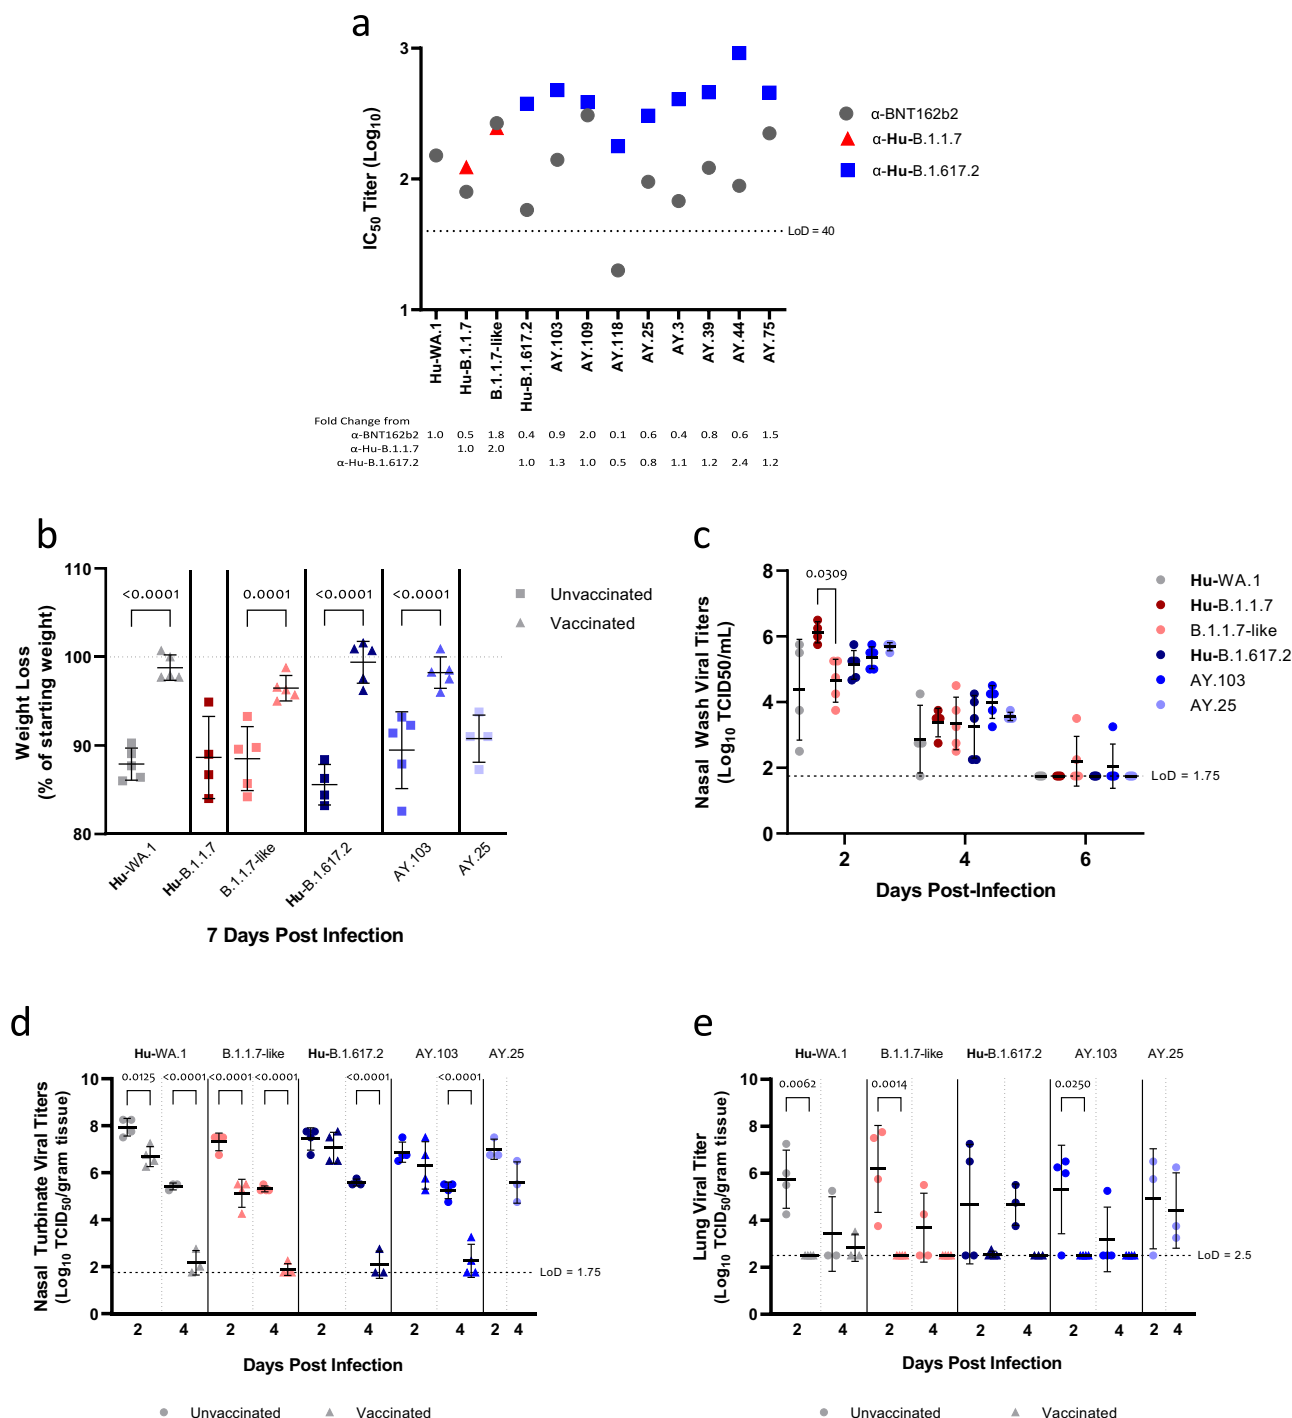 a
3
2
1
IC50 Titer (Log10)
LoD = 40
α-BNT162b2
α-Hu-B.1.1.7
α-Hu-B.1.617.2
Hu-WA.1
Hu-B.1.1.7
B.1.1.7-like
Hu-B.1.617.2
AY.103
AY.109
AY.118
AY.25
AY.3
AY.39
AY.44
AY.75
Fold Change from
α-BNT162b2 1.0 0.5 1.8 0.4 0.9 2.0 0.1 0.6 0.4 0.8 0.6 1.5
α-Hu-B.1.1.7 1.0 2.0
α-Hu-B.1.617.2 1.0 1.3 1.0 0.5 0.8 1.1 1.2 2.4 1.2
b
110
100
90
80
Weight Loss
(% of starting weight)
<0.0001 0.0001 <0.0001 <0.0001
Unvaccinated
Vaccinated
Hu-WA.1
Hu-B.1.1.7
B.1.1.7-like
Hu-B.1.617.2
AY.103
AY.25
7 Days Post Infection
c
8
6
4
2
0
Nasal Wash Viral Titers
(Log10 TCID50/mL)
0.0309
LoD = 1.75
2 4 6
Days Post-Infection
Hu-WA.1
Hu-B.1.1.7
B.1.1.7-like
Hu-B.1.617.2
AY.103
AY.25
d
Hu-WA.1 B.1.1.7-like Hu-B.1.617.2 AY.103 AY.25
0.0125 <0.0001 <0.0001 <0.0001 <0.0001 <0.0001
10
8
6
4
2
0
Nasal Turbinate Viral Titers
(Log10 TCID50/gram tissue)
LoD = 1.75
2 4 2 4 2 4 2 4 2 4
Days Post Infection
Unvaccinated Vaccinated
e
Hu-WA.1 B.1.1.7-like Hu-B.1.617.2 AY.103 AY.25
0.0062 0.0014 0.0250
10
8
6
4
2
0
Lung Viral Titer
(Log10 TCID50/gram tissue)
LoD = 2.5
2 4 2 4 2 4 2 4 2 4
Days Post Infection
Unvaccinated Vaccinated